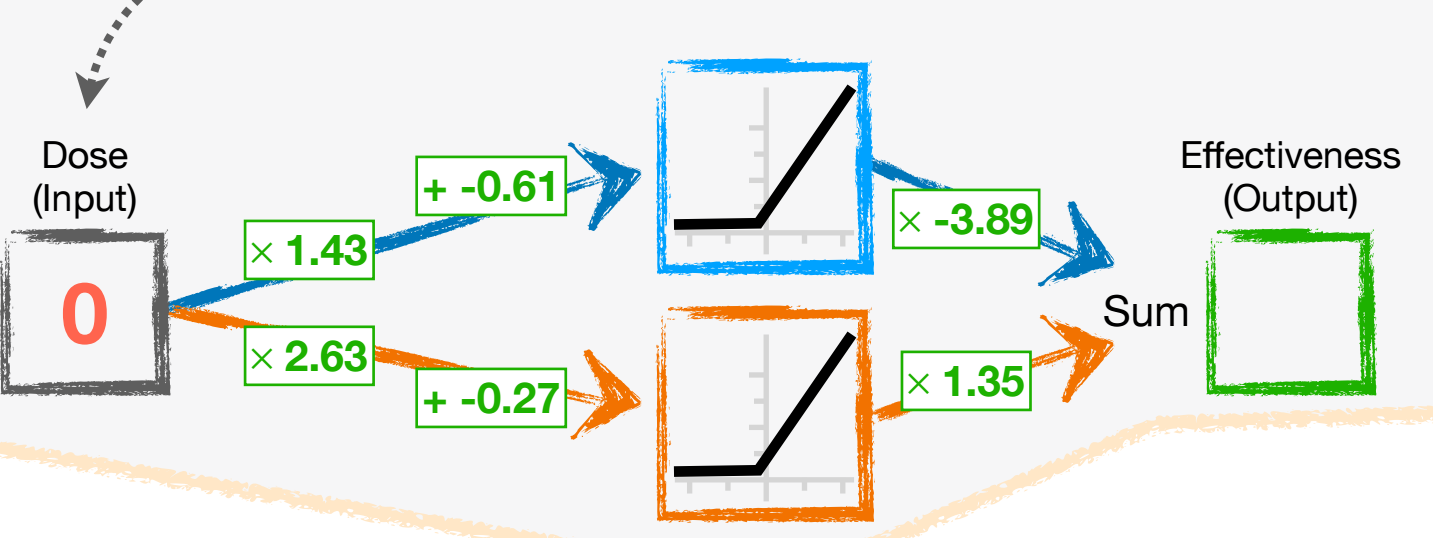 Dose
(Input)
0
× 1.43
+ -0.61
× 2.63
+ -0.27
× -3.89
× 1.35
Sum
Effectiveness
(Output)